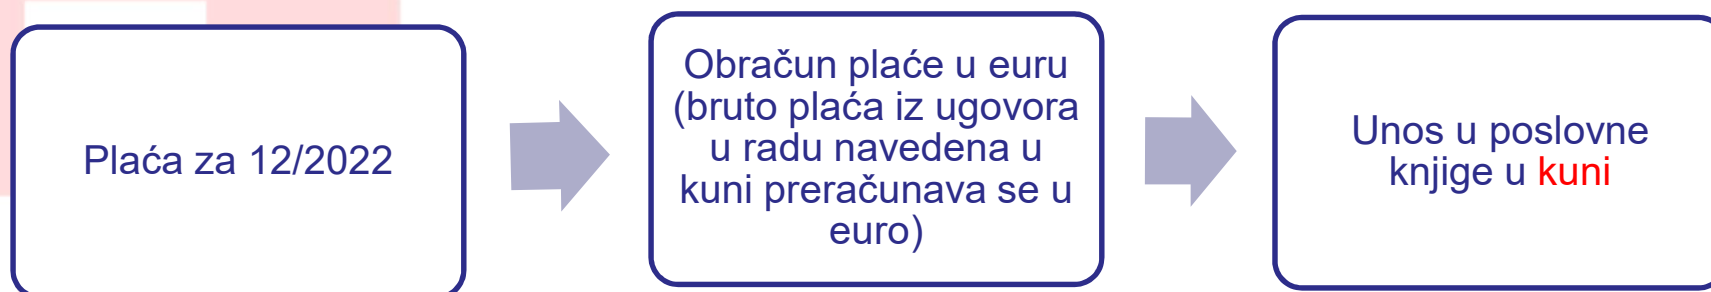 Plaća za 12/2022
Obračun plaće u euru
(bruto plaća iz ugovora
u radu navedena u
kuni preračunava se u
euro)
Unos u poslovne
knjige u kuni